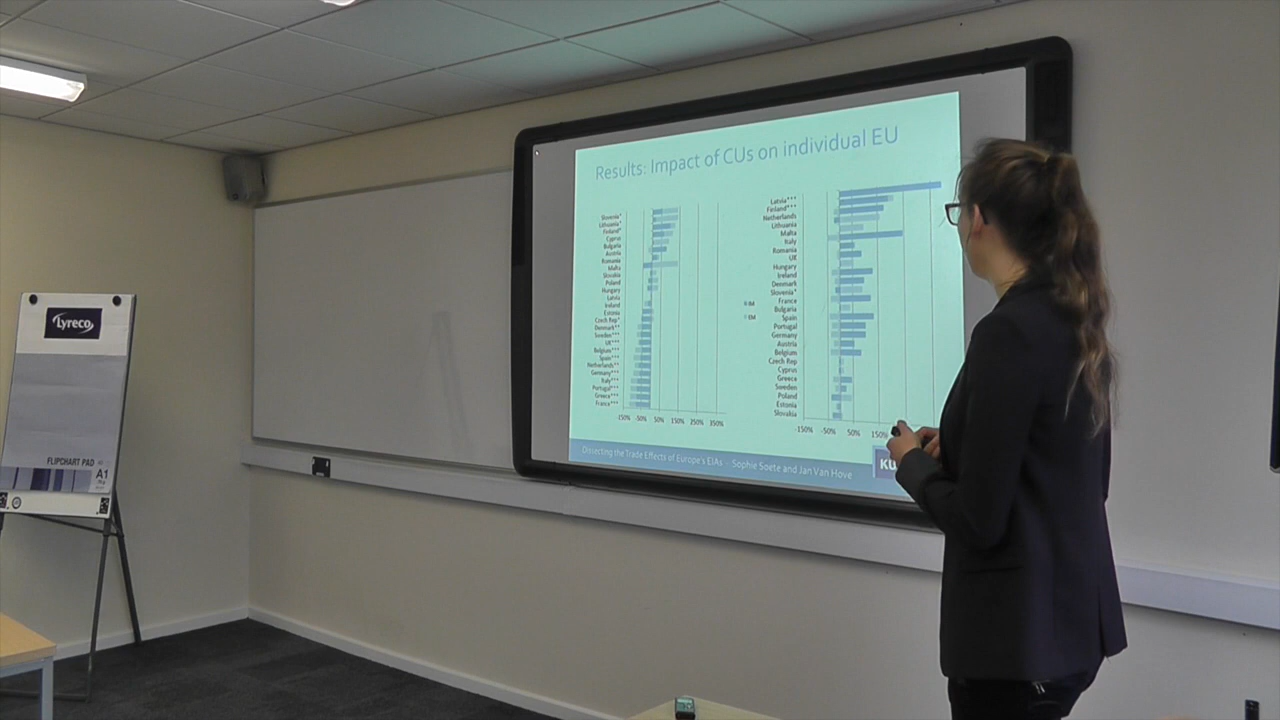 Lyreco
FLIPCHART PAD
A1
Results: Impact of CUs on individual EU
Slovenia*
Lithuania*
Finland*
Cyprus
Bulgaria
Austria
Romania
Malta
Slovakia
Poland
Hungary
Latvia
Ireland
Estonia
Czech Rep*
Denmark**
Sweden***
UK***
Belgium***
Spain***
Netherlands**
Germany***
Italy***
Portugal***
Greece***
France***
-150% -50% 50% 150% 250% 350%
Latvia***
Finland***
Netherlands
Lithuania
Malta
Italy
Romania
UK
Hungary
Ireland
Denmark
Slovenia*
France
Bulgaria
Spain
Portugal
Germany
Austria
Belgium
Czech Rep
Cyprus
Greece
Sweden
Poland
Estonia
Slovakia
-150% -50% 50% 150%
IM
EM
Dissecting the Trade Effects of Europe's EIAs - Sophie Soete and Jan Van Hove
KU